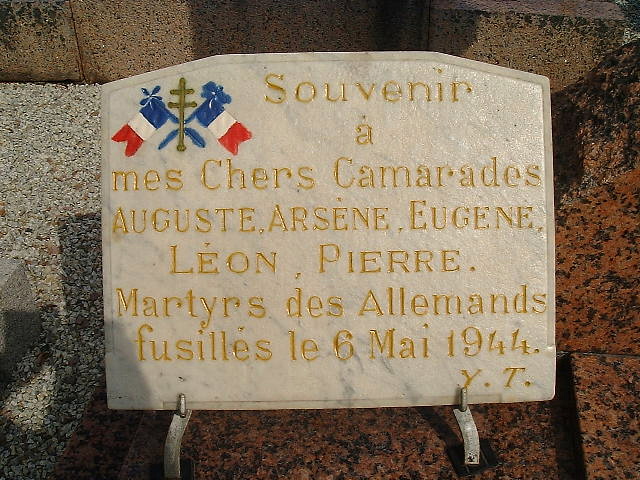 Souvenir
à
mes Chers Camarades
AUGUSTE, ARSÈNE, EUGENE,
LÉON, PIERRE.
Martyrs des Allemands
fusillés le 6 Mai 1944.
Y. T.